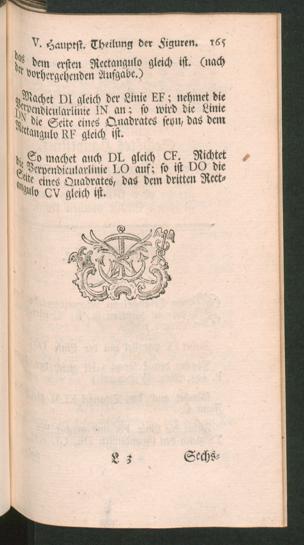 V. Hauptst. Theilung der Figuren. 165
das dem ersten Rectangulo gleich ist. (nach
der vorhergehenden Aufgabe.)
Machet DI gleich der Linie EF; nehmet die
Perpendicularlinie IN an; so wird die Linie
DN die Seite eines Quadrates seyn, das dem
Rectangulo RF gleich ist.
So machet auch DL gleich CF. Richtet
die Perpendicularlinie LO auf; so ist DO die
Seite eines Quadrates, das dem dritten Rect-
angulo CV gleich ist.
L 3 Sechs-